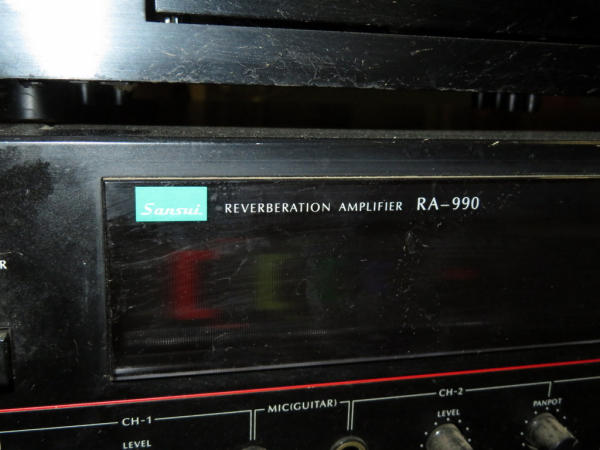 Sansui
REVERBERATION AMPLIFIER RA-990
R
CH-1
MIC(GUITAR)
CH-2
LEVEL
LEVEL
PANPOT